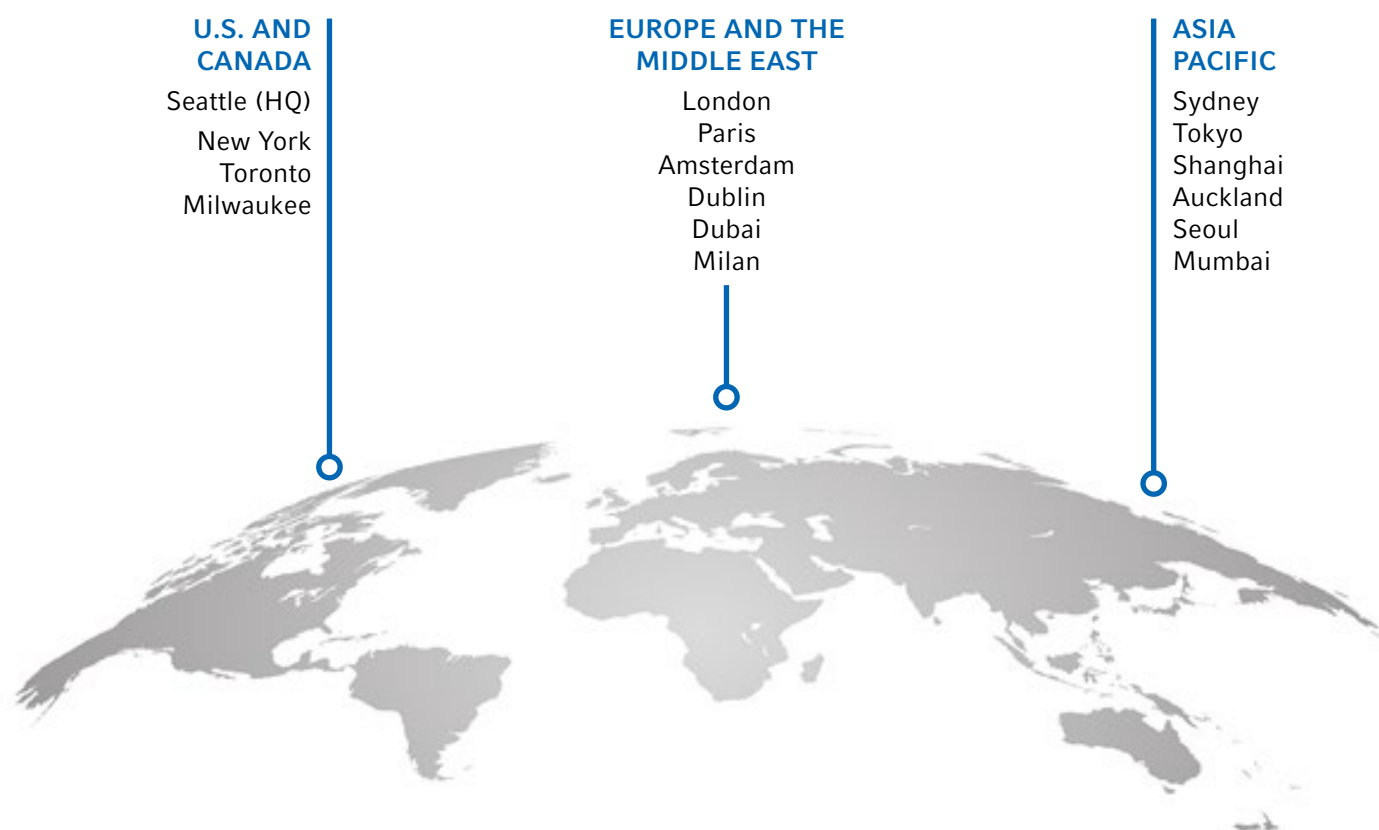 U.S. AND
CANADA
Seattle (HQ)
New York
Toronto
Milwaukee
EUROPE AND THE
MIDDLE EAST
London
Paris
Amsterdam
Dublin
Dubai
Milan
ASIA
PACIFIC
Sydney
Tokyo
Shanghai
Auckland
Seoul
Mumbai